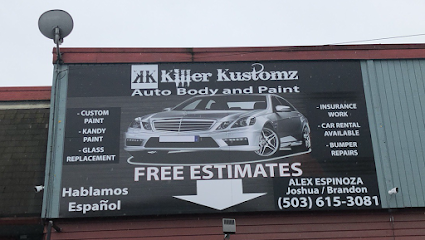 KK Killer Kustomz
Auto Body and Paint
- CUSTOM
PAINT
- KANDY
PAINT
- GLASS
REPLACEMENT
- INSURANCE
WORK
- CAR RENTAL
AVAILABLE
- BUMPER
REPAIRS
FREE ESTIMATES
Hablamos
Español
ALEX ESPINOZA
Joshua / Brandon
(503) 615-3081